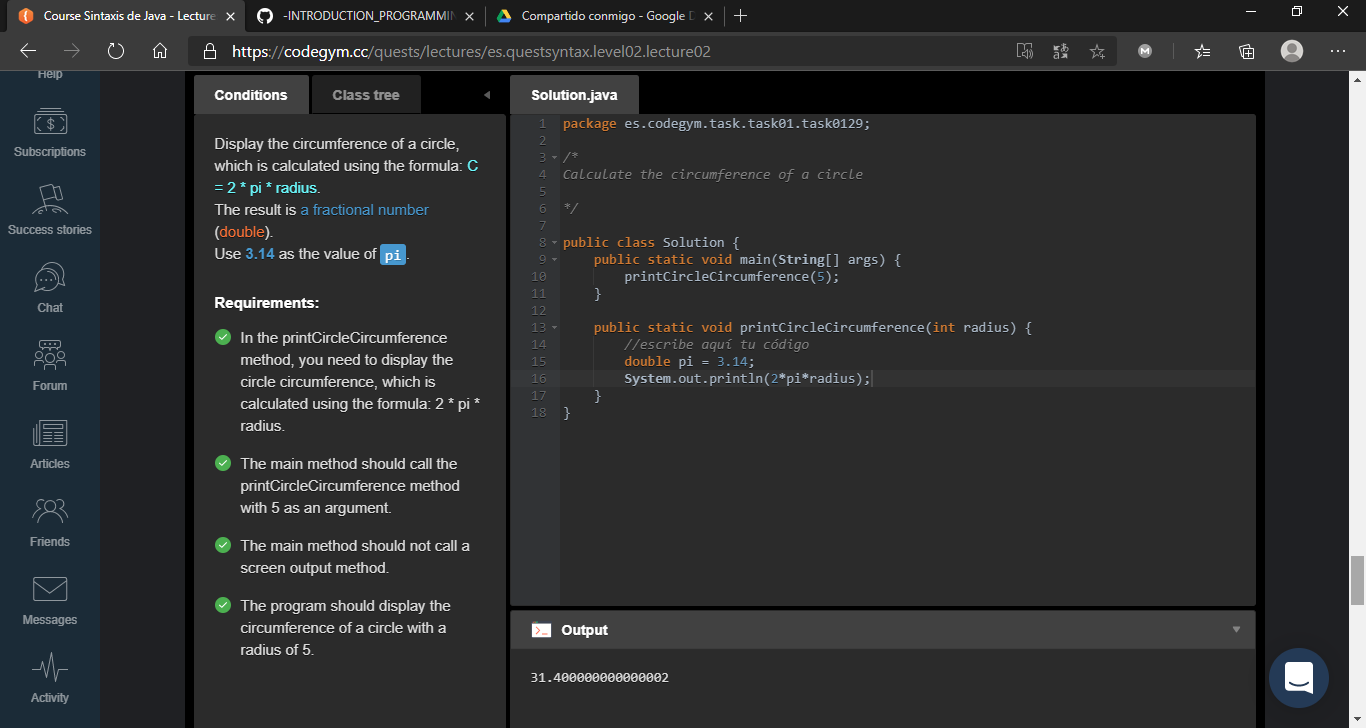 Course Sintaxis de Java - Lecture
-INTRODUCTION_PROGRAMMIN
Compartido conmigo - Google D
https://codegym.cc/quests/lectures/es.questsyntax.level02.lecture02
M
Help
Subscriptions
Success stories
Chat
Forum
Articles
Friends
Messages
Activity
Conditions
Class tree
Display the circumference of a circle,
which is calculated using the formula: C
= 2 * pi * radius.
The result is a fractional number
(double).
Use 3.14 as the value of pi.
Requirements:
In the printCircleCircumference
method, you need to display the
circle circumference, which is
calculated using the formula: 2 * pi *
radius.
The main method should call the
printCircleCircumference method
with 5 as an argument.
The main method should not call a
screen output method.
The program should display the
circumference of a circle with a
radius of 5.
Solution.java
1 package es.codegym.task.task01.task0129;
2
3 /*
4 Calculate the circumference of a circle
5
6 */
7
8 public class Solution {
9     public static void main(String[] args) {
10         printCircleCircumference(5);
11     }
12
13     public static void printCircleCircumference(int radius) {
14         //escribe aquí tu código
15         double pi = 3.14;
16         System.out.println(2*pi*radius);
17     }
18 }
Output
31.400000000000002